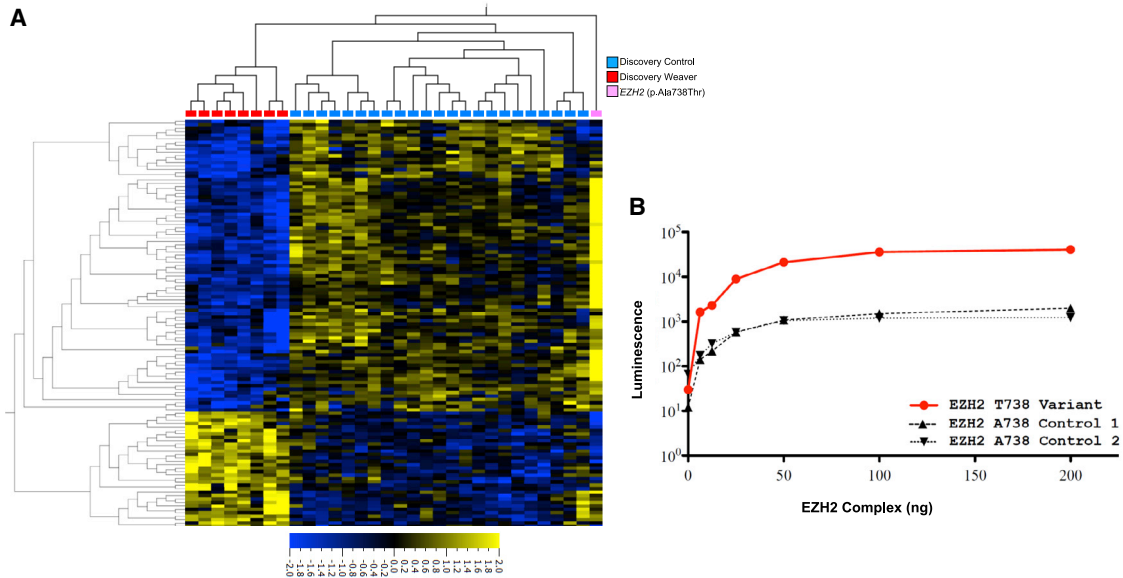 A
Discovery Control
Discovery Weaver
EZH2 (p.Ala738Thr)
-2.0 -1.8 -1.6 -1.4 -1.2 -1.0 -0.8 -0.6 -0.4 -0.2 0.0 0.2 0.4 0.6 0.8 1.0 1.2 1.4 1.6 1.8 2.0
B
10^5
10^4
10^3
10^2
10^1
10^0
Luminescence
EZH2 T738 Variant
EZH2 A738 Control 1
EZH2 A738 Control 2
0 50 100 150 200
EZH2 Complex (ng)